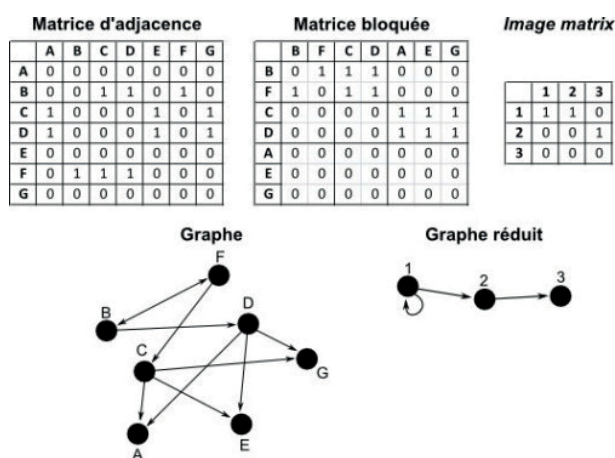 Matrice d'adjacence
A B C D E F G
A 0 0 0 0 0 0 0
B 0 0 1 1 0 1 0
C 1 0 0 0 1 0 1
D 1 0 0 0 1 0 1
E 0 0 0 0 0 0 0
F 0 1 1 1 0 0 0
G 0 0 0 0 0 0 0
Matrice bloquée
B F C D A E G
B 0 1 1 1 0 0 0
F 1 0 1 1 0 0 0
C 0 0 0 0 1 1 1
D 0 0 0 0 1 1 1
A 0 0 0 0 0 0 0
E 0 0 0 0 0 0 0
G 0 0 0 0 0 0 0
Image matrix
1 2 3
1 1 1 0
2 0 0 1
3 0 0 0
Graphe
F
B
D
C
G
A
E
Graphe réduit
1
2
3